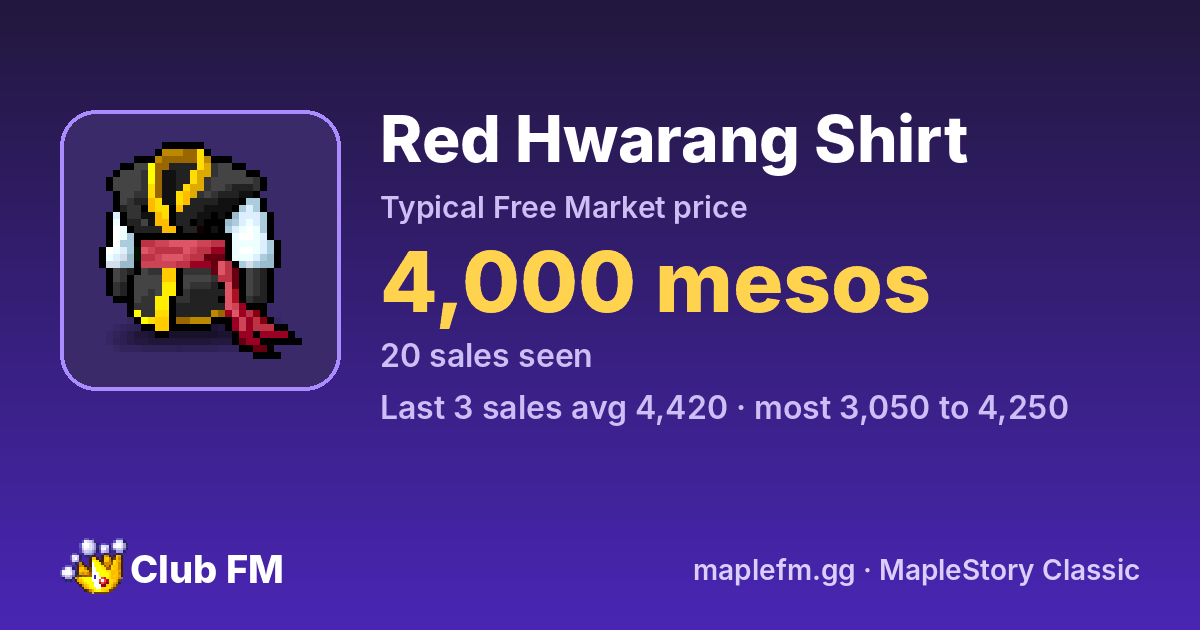 Red Hwarang Shirt
Typical Free Market price
4,000 mesos
20 sales seen
Last 3 sales avg 4,420 · most 3,050 to 4,250
Club FM
maplefm.gg · MapleStory Classic